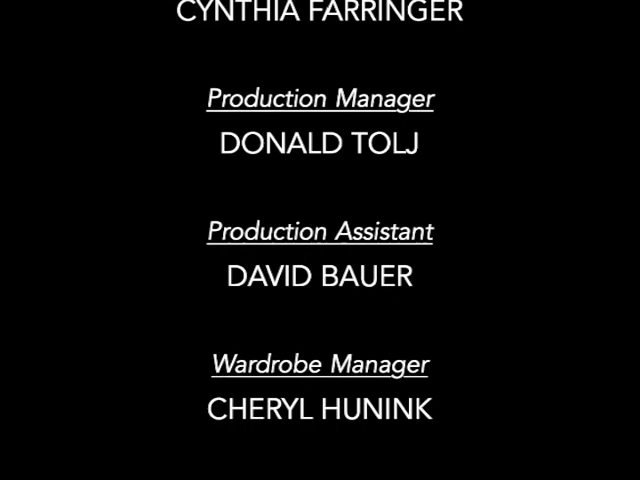 CYNTHIA FARRINGER
Production Manager
DONALD TOLJ
Production Assistant
DAVID BAUER
Wardrobe Manager
CHERYL HUNINK